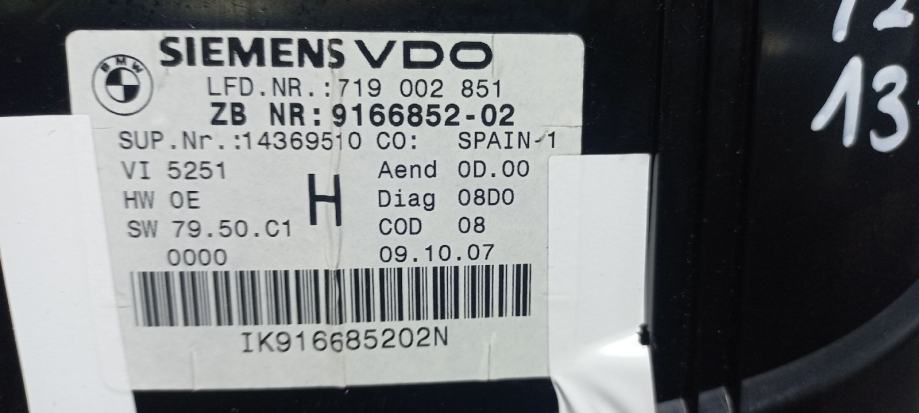 SIEMENS VDO
BMW
LFD.NR.:719 002 851
ZB NR:9166852-02
SUP.Nr.:14369510 CO: SPAIN-1
VI 5251 Aend 0D.00
HW 0E H Diag 08D0
SW 79.50.C1 COD 08
0000 09.10.07
IK916685202N
13